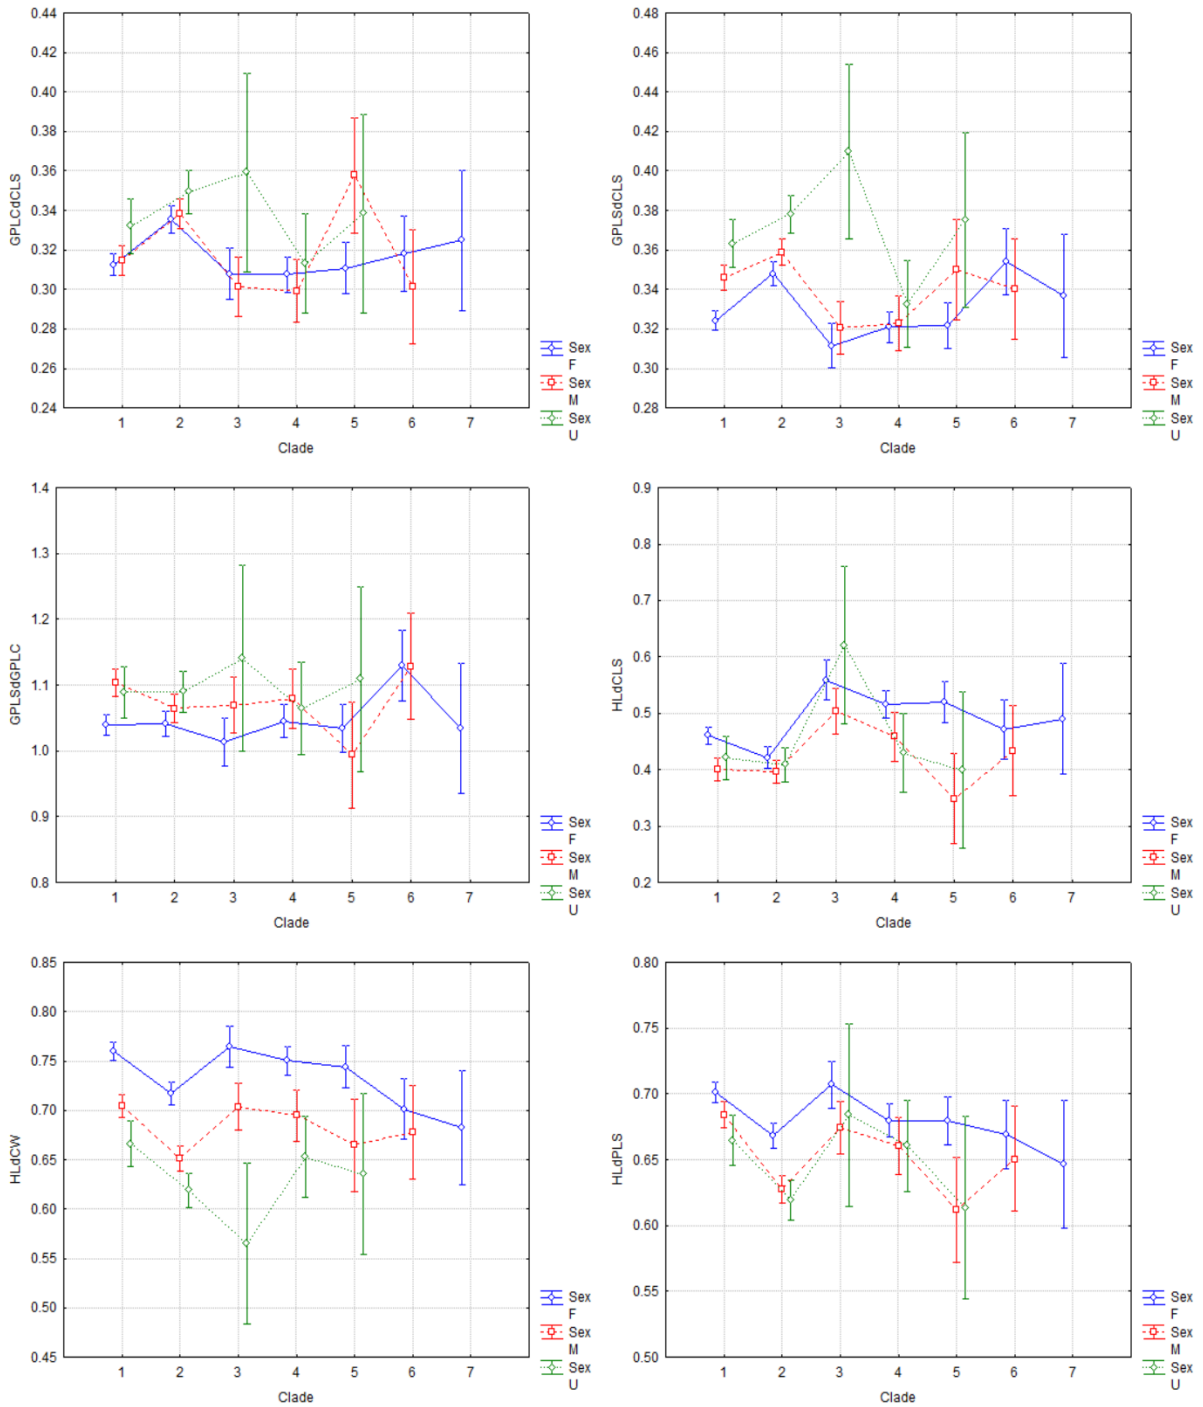 0.44
0.42
0.40
0.38
0.36
0.34
0.32
0.30
0.28
0.26
0.24
GPLCdCLS
1 2 3 4 5 6 7
Clade
Sex
F
Sex
M
Sex
U
0.48
0.46
0.44
0.42
0.40
0.38
0.36
0.34
0.32
0.30
0.28
GPLSdCLS
1 2 3 4 5 6 7
Clade
Sex
F
Sex
M
Sex
U
1.4
1.3
1.2
1.1
1.0
0.9
0.8
GPLSdGPLC
1 2 3 4 5 6 7
Clade
Sex
F
Sex
M
Sex
U
0.9
0.8
0.7
0.6
0.5
0.4
0.3
0.2
HLdCLS
1 2 3 4 5 6 7
Clade
Sex
F
Sex
M
Sex
U
0.85
0.80
0.75
0.70
0.65
0.60
0.55
0.50
0.45
HLdCW
1 2 3 4 5 6 7
Clade
Sex
F
Sex
M
Sex
U
0.80
0.75
0.70
0.65
0.60
0.55
0.50
HLdPLS
1 2 3 4 5 6 7
Clade
Sex
F
Sex
M
Sex
U